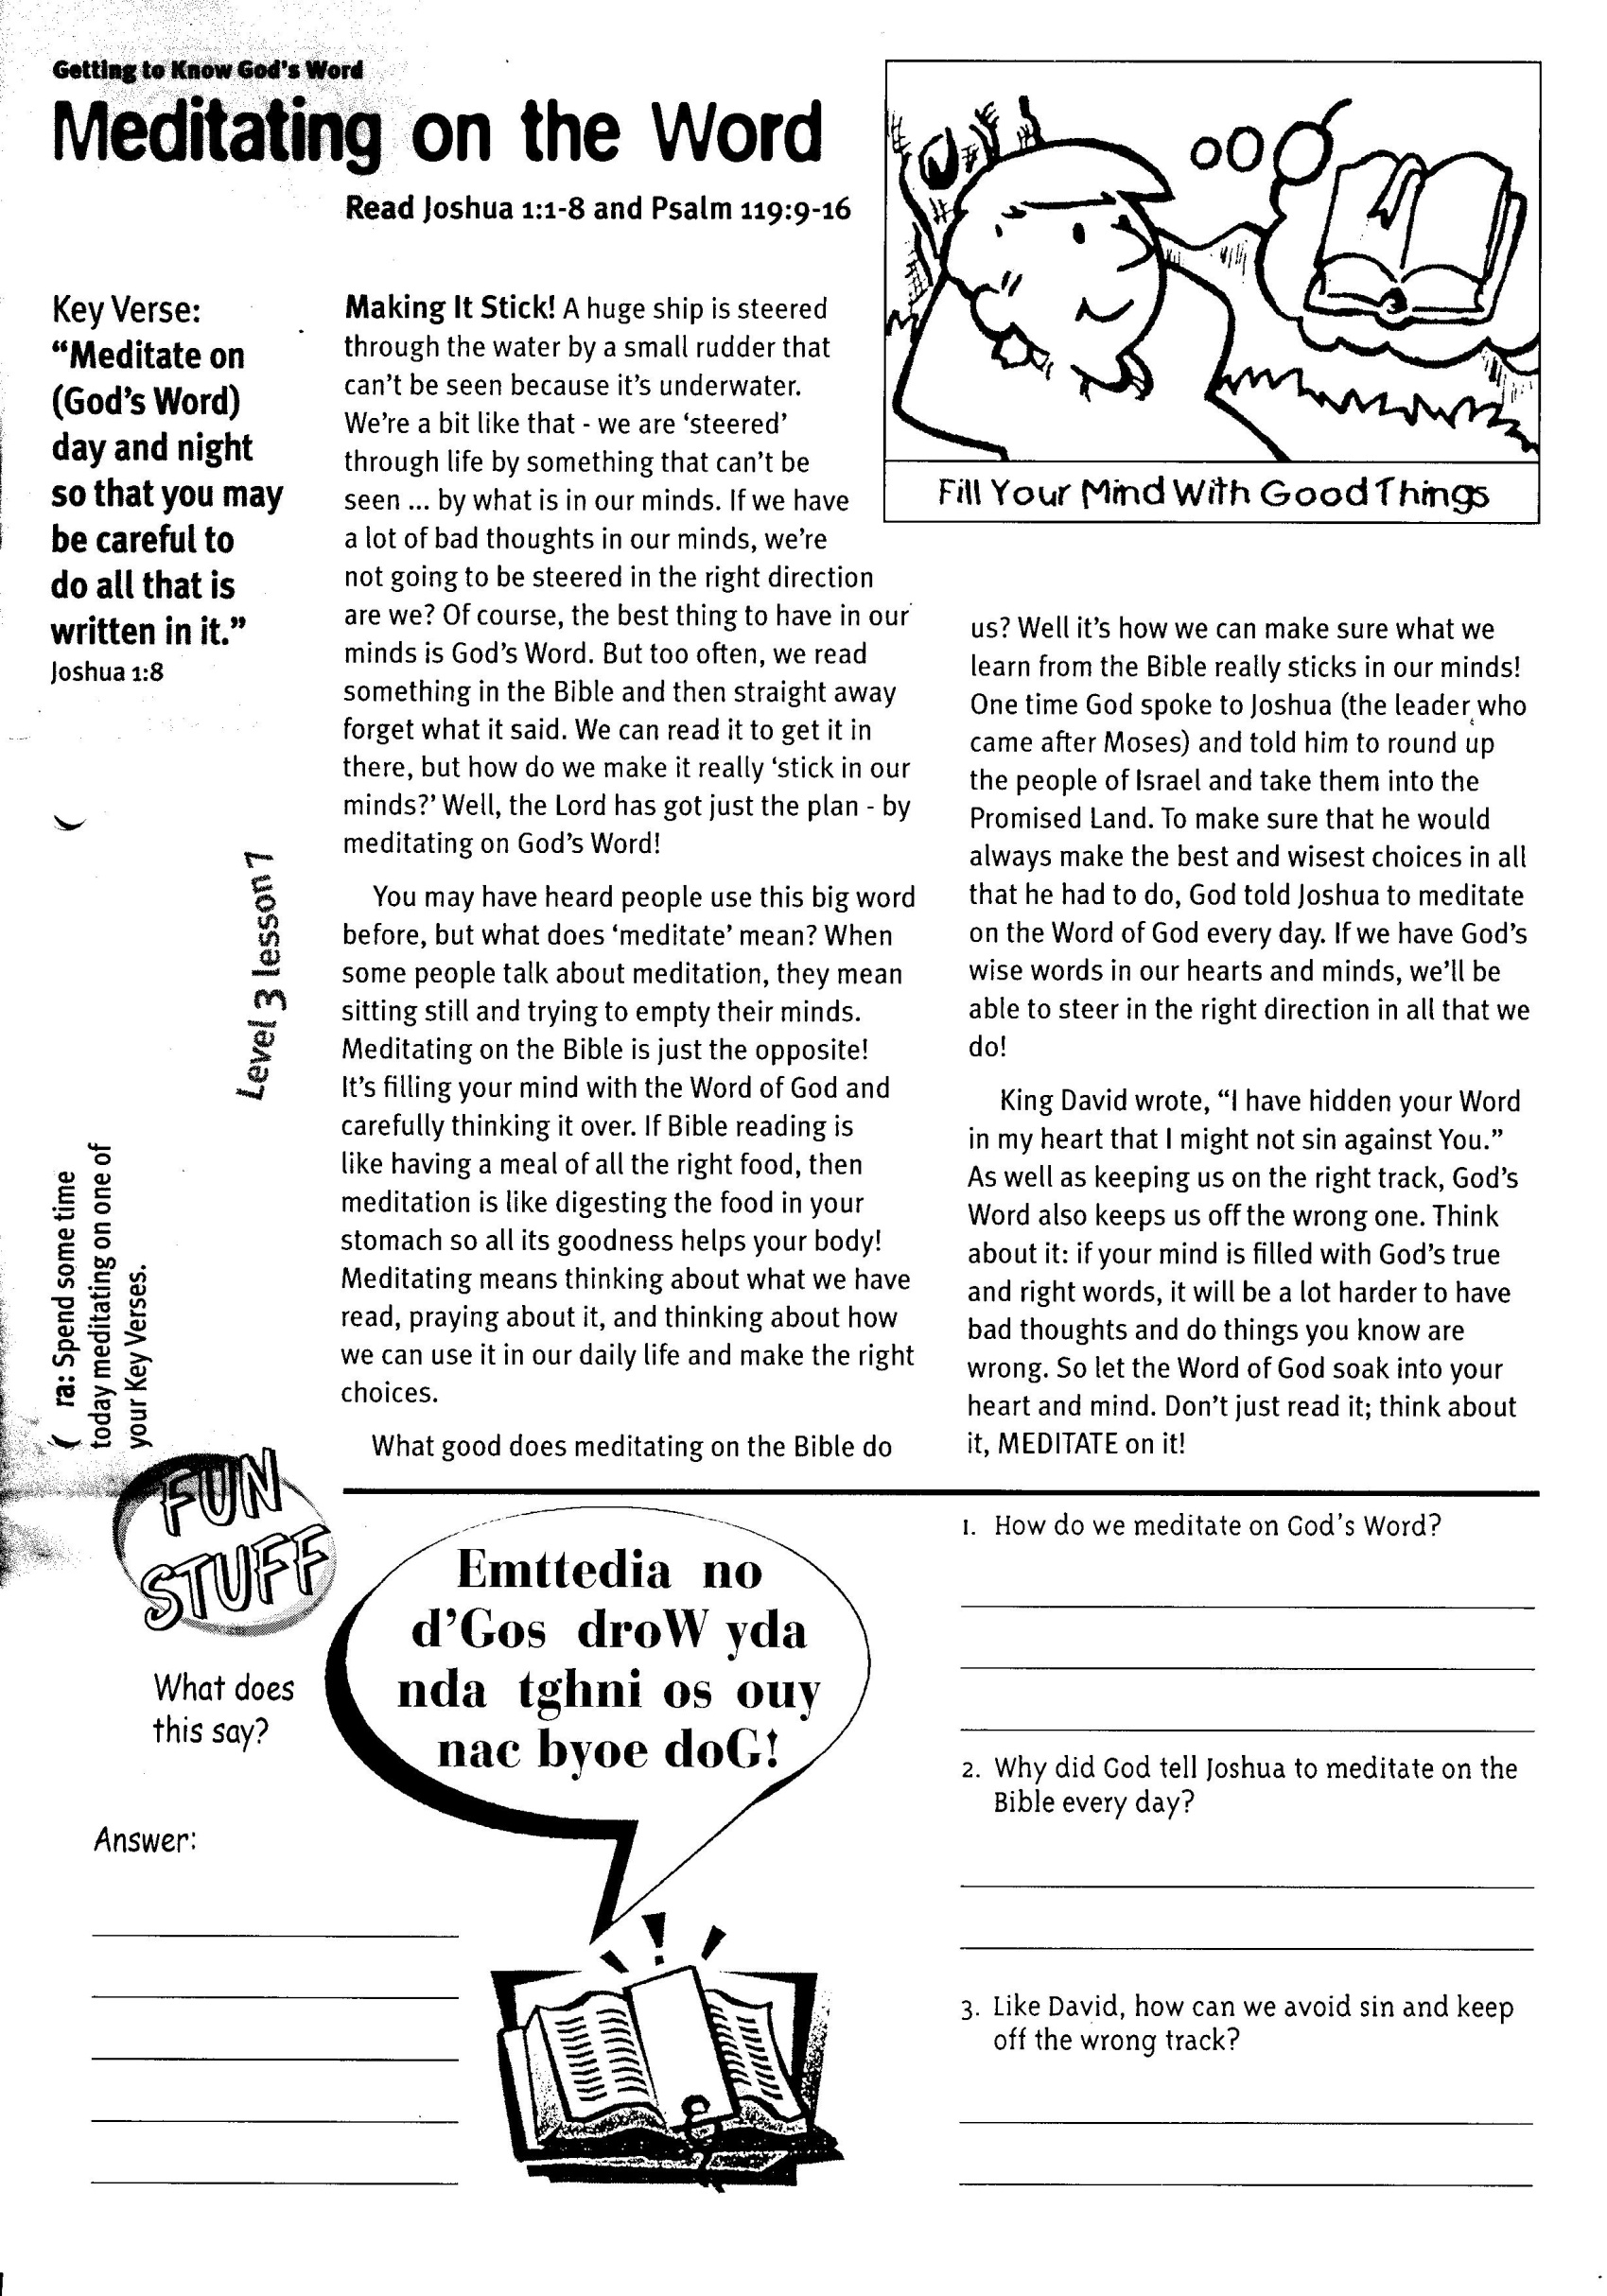 Getting to Know God's Word
Meditating on the Word
Read Joshua 1:1-8 and Psalm 119:9-16
Fill Your Mind With Good Things
Key Verse:
“Meditate on
(God's Word)
day and night
so that you may
be careful to
do all that is
written in it.”
Joshua 1:8
Level 3 lesson 7
ra: Spend some time
today meditating on one of
your Key Verses.
Making It Stick! A huge ship is steered
through the water by a small rudder that
can't be seen because it's underwater.
We're a bit like that - we are ‘steered’
through life by something that can't be
seen ... by what is in our minds. If we have
a lot of bad thoughts in our minds, we're
not going to be steered in the right direction
are we? Of course, the best thing to have in our
minds is God's Word. But too often, we read
something in the Bible and then straight away
forget what it said. We can read it to get it in
there, but how do we make it really ‘stick in our
minds?’ Well, the Lord has got just the plan - by
meditating on God's Word!
You may have heard people use this big word
before, but what does ‘meditate’ mean? When
some people talk about meditation, they mean
sitting still and trying to empty their minds.
Meditating on the Bible is just the opposite!
It's filling your mind with the Word of God and
carefully thinking it over. If Bible reading is
like having a meal of all the right food, then
meditation is like digesting the food in your
stomach so all its goodness helps your body!
Meditating means thinking about what we have
read, praying about it, and thinking about how
we can use it in our daily life and make the right
choices.
What good does meditating on the Bible do
us? Well it's how we can make sure what we
learn from the Bible really sticks in our minds!
One time God spoke to Joshua (the leader who
came after Moses) and told him to round up
the people of Israel and take them into the
Promised Land. To make sure that he would
always make the best and wisest choices in all
that he had to do, God told Joshua to meditate
on the Word of God every day. If we have God's
wise words in our hearts and minds, we'll be
able to steer in the right direction in all that we
do!
King David wrote, “I have hidden your Word
in my heart that I might not sin against You.”
As well as keeping us on the right track, God's
Word also keeps us off the wrong one. Think
about it: if your mind is filled with God's true
and right words, it will be a lot harder to have
bad thoughts and do things you know are
wrong. So let the Word of God soak into your
heart and mind. Don't just read it; think about
it, MEDITATE on it!
FUN
STUFF
What does
this say?
Answer:
Emttedia no
d’Gos droW yda
nda tghni os ouy
nac byoe doG!
1. How do we meditate on God's Word?
2. Why did God tell Joshua to meditate on the
Bible every day?
3. Like David, how can we avoid sin and keep
off the wrong track?